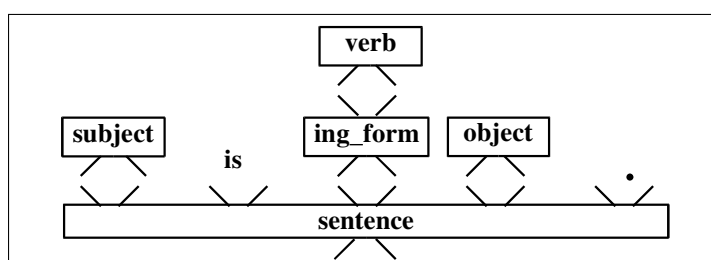 verb
subject ing_form object
is .
sentence